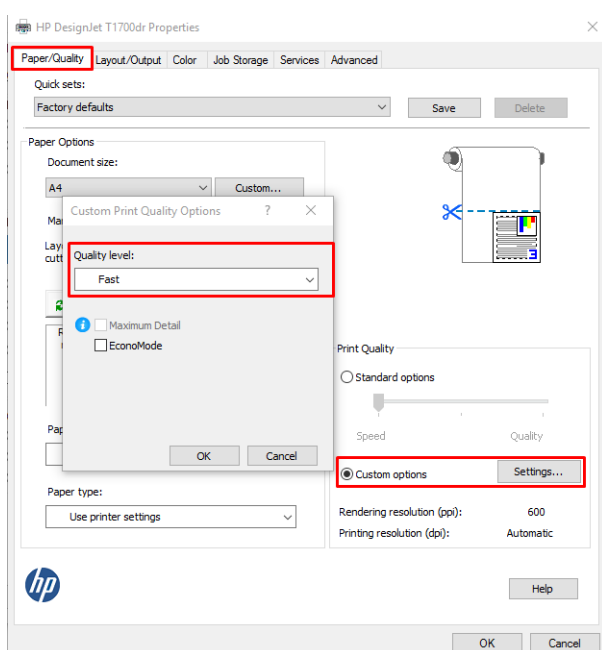 HP DesignJet T1700dr Properties
Paper/Quality Layout/Output Color Job Storage Services Advanced
Quick sets:
Factory defaults
Save
Delete
Paper Options
Document size:
A4
Custom...
Custom Print Quality Options ?
Quality level:
Fast
Maximum Detail
EconoMode
OK
Cancel
Print Quality
Standard options
Speed
Quality
Custom options
Settings...
Paper type:
Use printer settings
Rendering resolution (ppi): 600
Printing resolution (dpi): Automatic
hp
Help
OK
Cancel